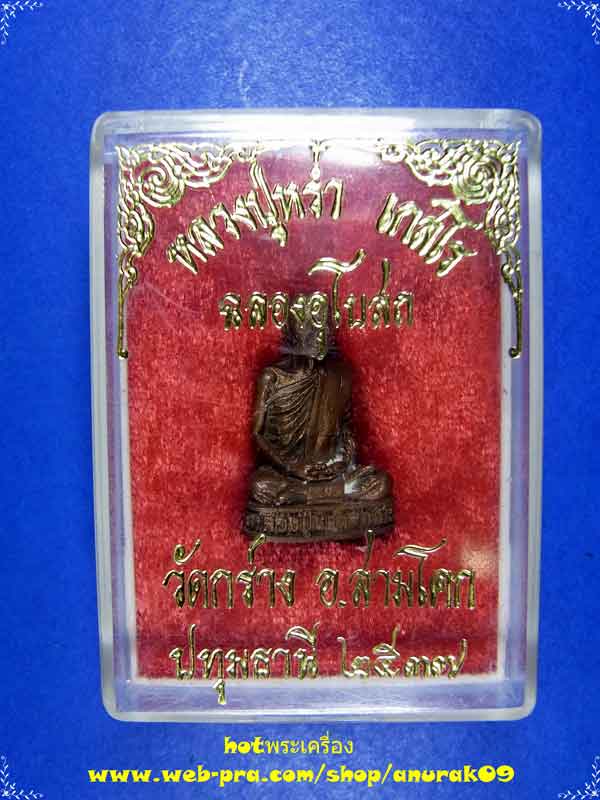 หลวงปู่หร่ำ เกสโร
ฉลองอุโบสถ
วัดกร่าง อ.สามโคก
ปทุมธานี ๒๕๓๗
hotพระเครื่อง
www.web-pra.com/shop/anurak09